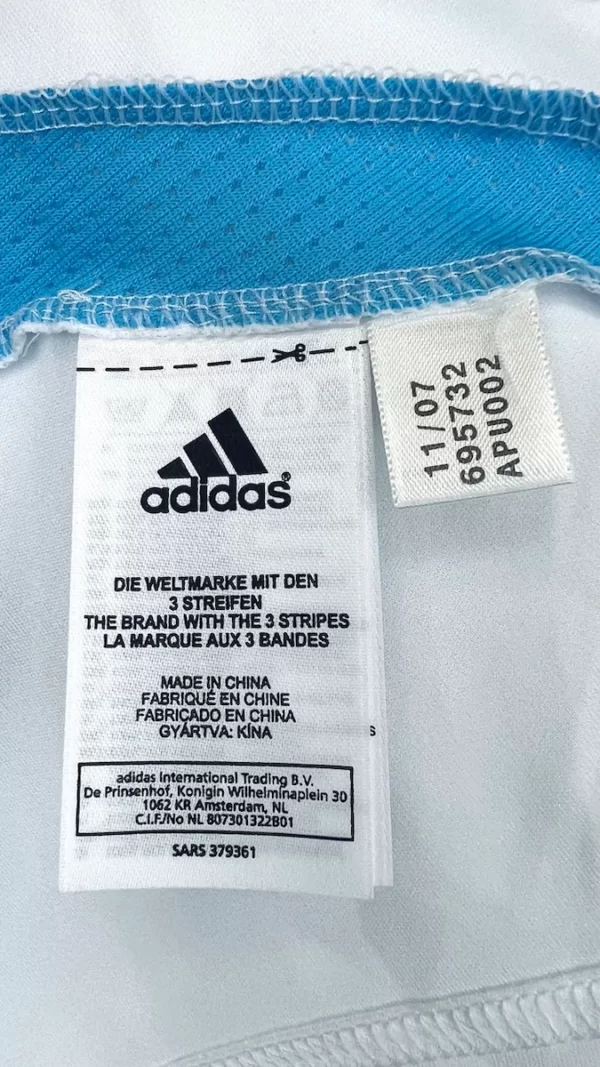 adidas®
DIE WELTMARKE MIT DEN
3 STREIFEN
THE BRAND WITH THE 3 STRIPES
LA MARQUE AUX 3 BANDES
MADE IN CHINA
FABRIQUÉ EN CHINE
FABRICADO EN CHINA
GYÁRTVA: KÍNA
adidas International Trading B.V.
De Prinsenhof, Konigin Wilhelminaplein 30
1062 KR Amsterdam, NL
C.I.F./No NL 807301322B01
SARS 379361
11/07
695732
APU002